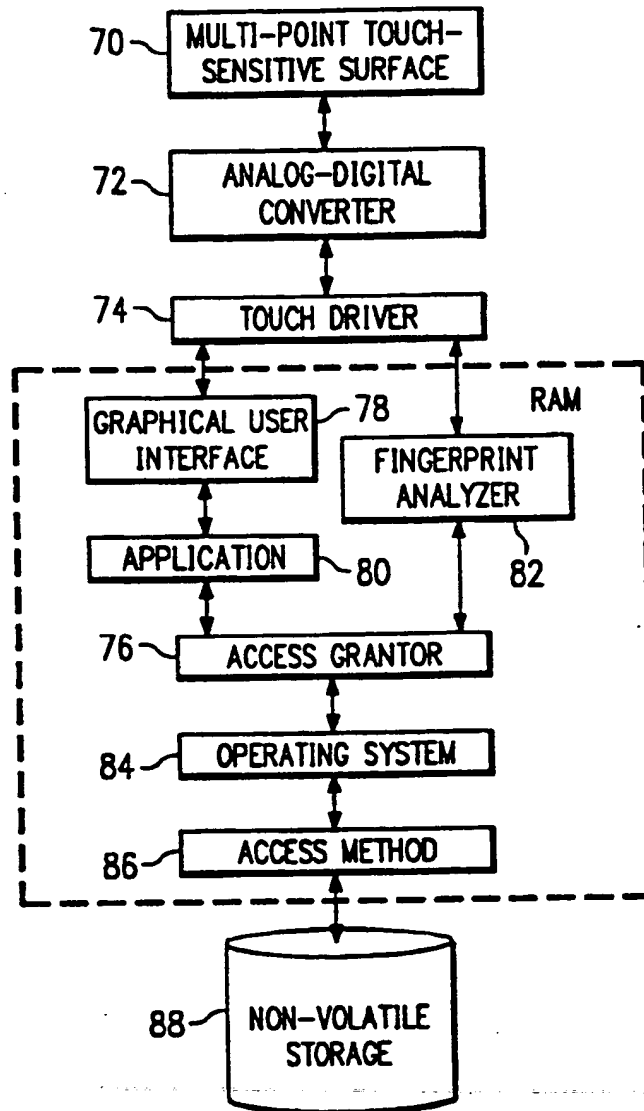 70
MULTI-POINT TOUCH-
SENSITIVE SURFACE
72
ANALOG-DIGITAL
CONVERTER
74
TOUCH DRIVER
GRAPHICAL USER
INTERFACE
78
RAM
FINGERPRINT
ANALYZER
82
APPLICATION
80
76
ACCESS GRANTOR
84
OPERATING SYSTEM
86
ACCESS METHOD
88
NON-VOLATILE
STORAGE